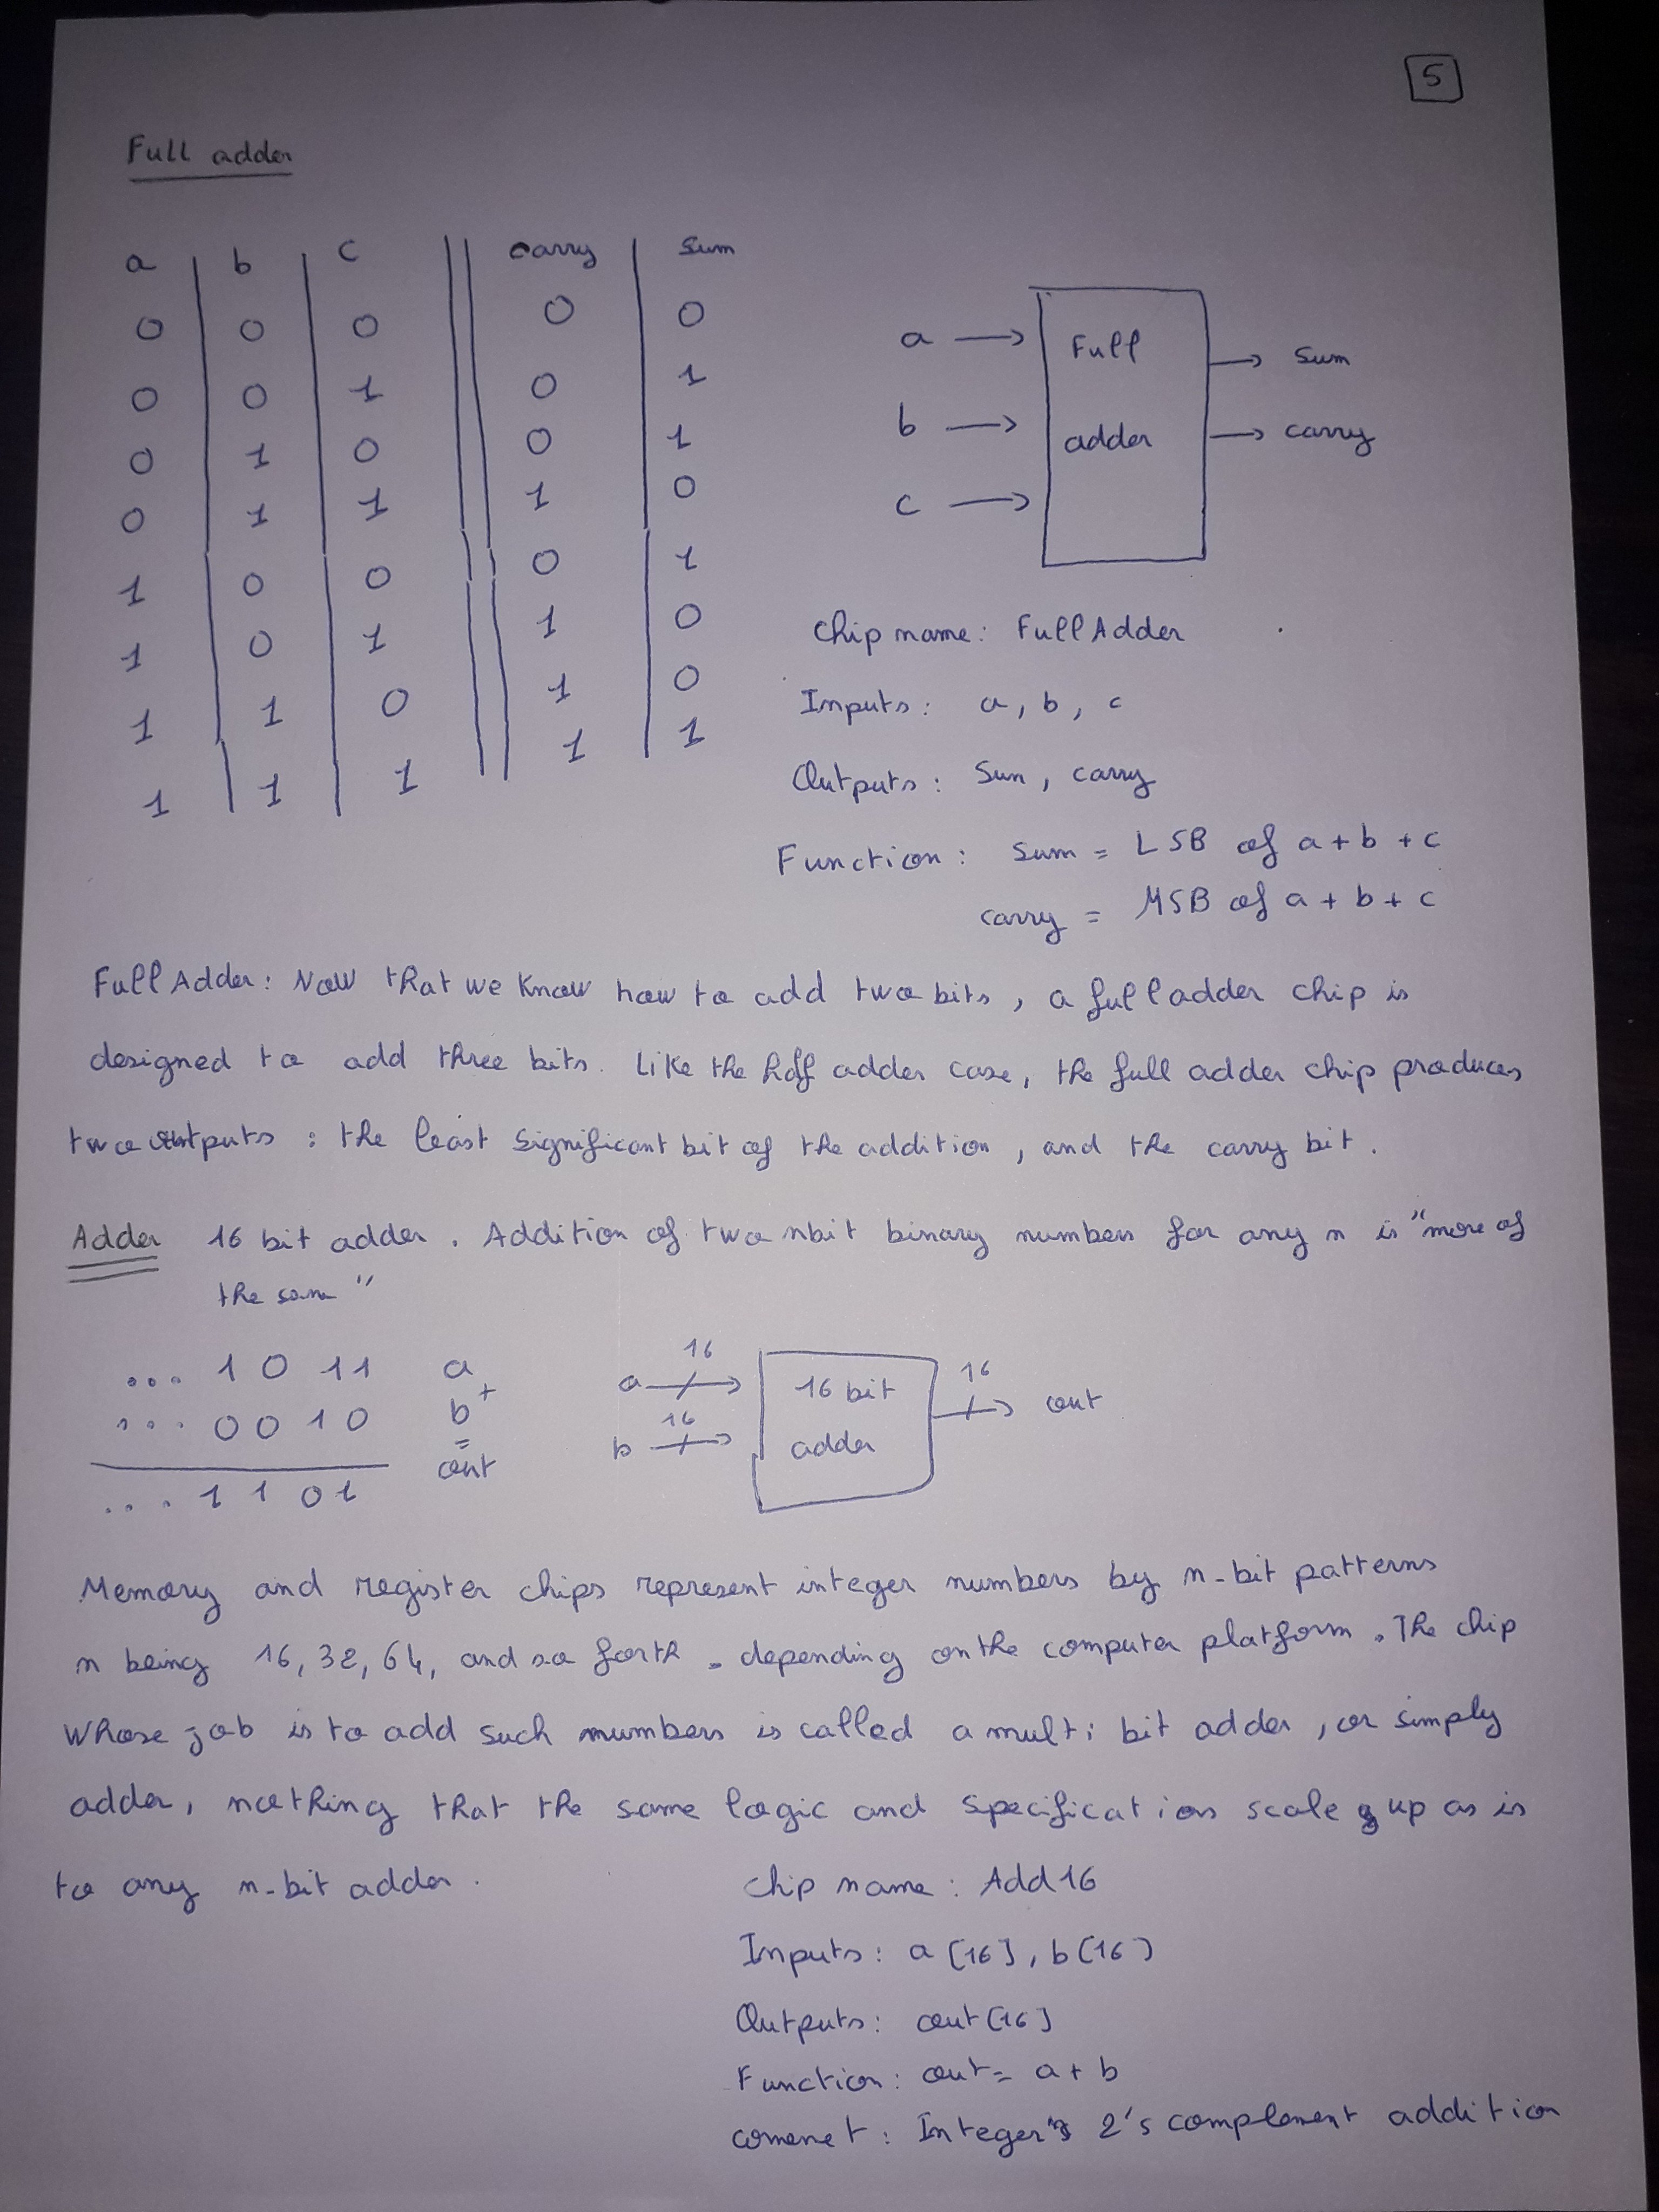 5
Full adder
a | b | c || carry | sum
0 | 0 | 0 || 0 | 0
0 | 0 | 1 || 0 | 1
0 | 1 | 0 || 0 | 1
0 | 1 | 1 || 1 | 0
1 | 0 | 0 || 0 | 1
1 | 0 | 1 || 1 | 0
1 | 1 | 0 || 1 | 0
1 | 1 | 1 || 1 | 1
a → Full → sum
b → adder → carry
c →
Chip name: FullAdder
Inputs: a, b, c
Outputs: Sun, carry
Function: sum = LSB of a + b + c
carry = MSB of a + b + c
Full Adder: Now that we know how to add two bits, a full adder chip is
designed to add three bits. Like the half adder case, the full adder chip produces
two outputs: the least significant bit of the addition, and the carry bit.
Adder 16 bit adder. Addition of two nbit binary numbers for any n is "more of
the same"
... 1 0 1 1 a
+
... 0 0 1 0 b
=
.... 1 1 0 1 out
a 16 → 16 bit 16 → out
b 16 → adder
Memory and register chips represent integer numbers by n-bit patterns
n being 16, 32, 64, and so forth - depending on the computer platform. The chip
Whose job is to add such numbers is called a multi bit adder, or simply
adder, nothing that the same logic and specification scales up as is
to any n-bit adder.
Chip name: Add16
Inputs: a[16], b[16]
Outputs: out[16]
Function: out = a + b
comenet: Integer's 2's complement addition